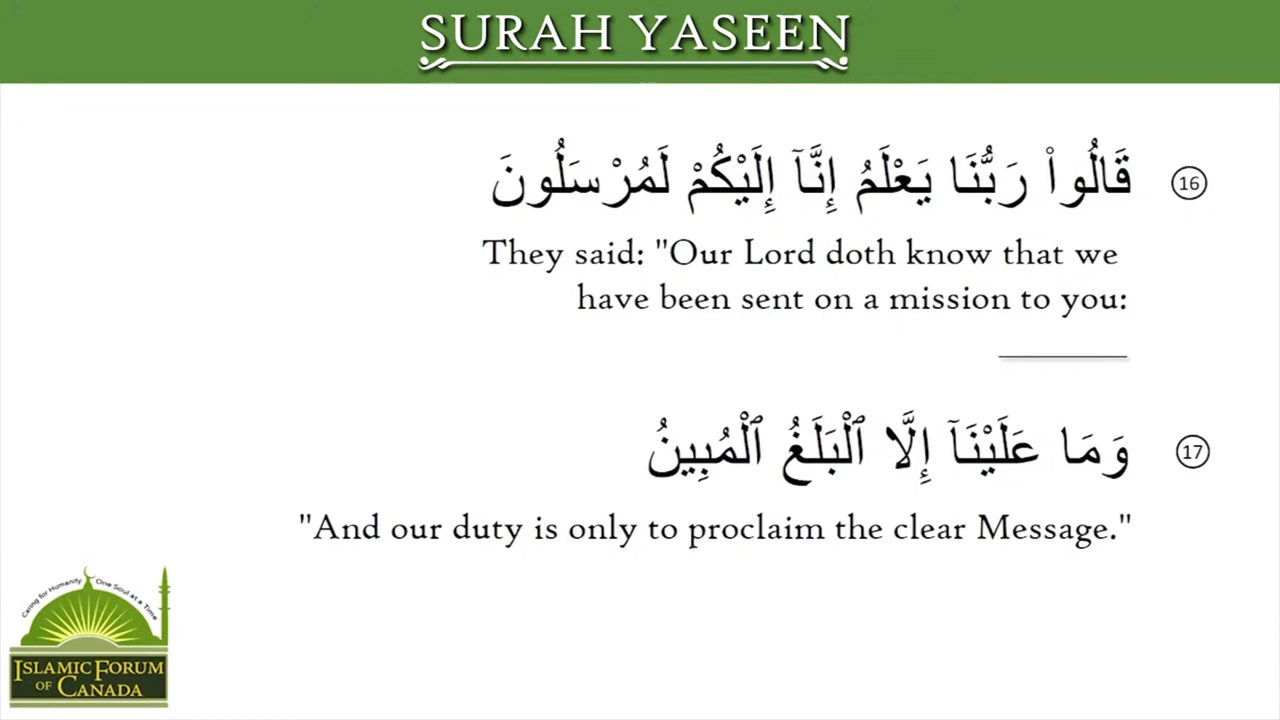 SURAH YASEEN
قَالُوا۟ رَبُّنَا يَعْلَمُ إِنَّآ إِلَيْكُمْ لَمُرْسَلُونَ 16
They said: "Our Lord doth know that we
have been sent on a mission to you:
وَمَا عَلَيْنَآ إِلَّا ٱلْبَلَغُ ٱلْمُبِينُ 17
"And our duty is only to proclaim the clear Message."
Caring for Humanity One Soul at a Time
ISLAMIC FORUM
OF CANADA